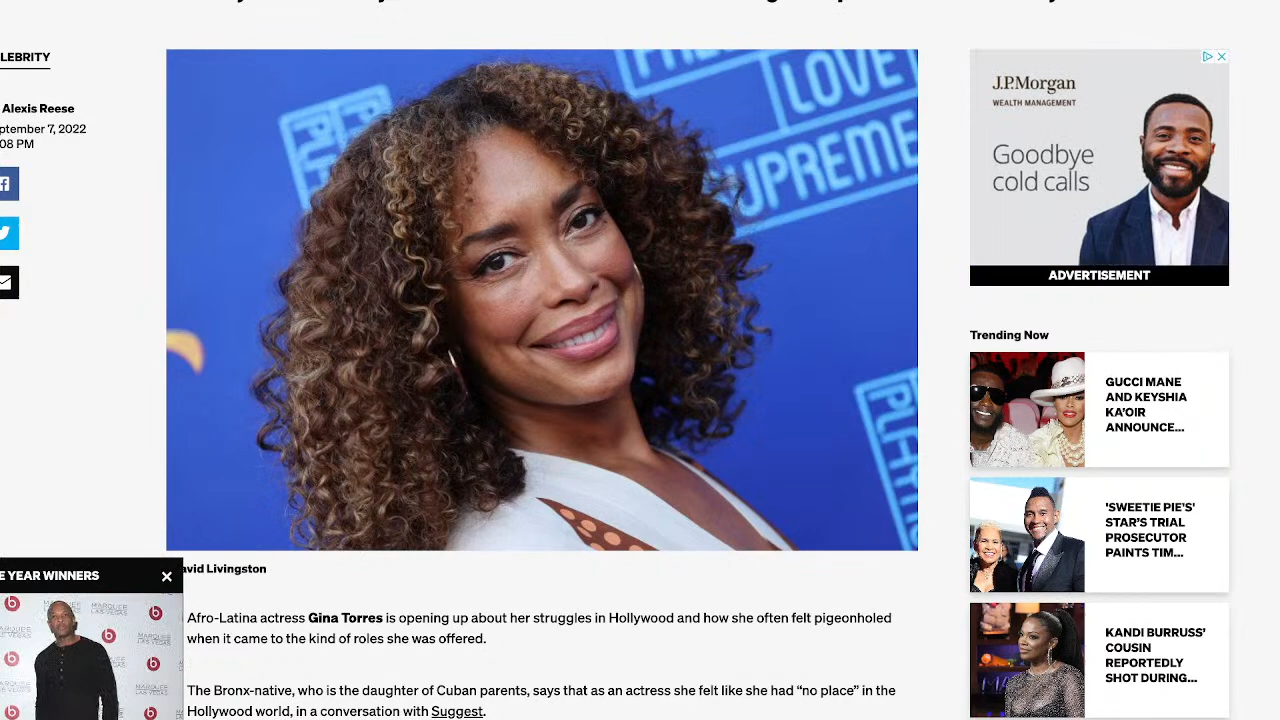 LEBRITY
Alexis Reese
ptember 7, 2022
08 PM
LOVE
SUPREME
J.P.Morgan
WEALTH MANAGEMENT
Goodbye
cold calls
ADVERTISEMENT
Trending Now
GUCCI MANE
AND KEYSHIA
KA'OIR
ANNOUNCE...
'SWEETIE PIE'S'
STAR'S TRIAL
PROSECUTOR
PAINTS TIM...
KANDI BURRUSS'
COUSIN
REPORTEDLY
SHOT DURING...
avid Livingston
E YEAR WINNERS
Afro-Latina actress Gina Torres is opening up about her struggles in Hollywood and how she often felt pigeonholed
when it came to the kind of roles she was offered.
The Bronx-native, who is the daughter of Cuban parents, says that as an actress she felt like she had “no place” in the
Hollywood world, in a conversation with Suggest.